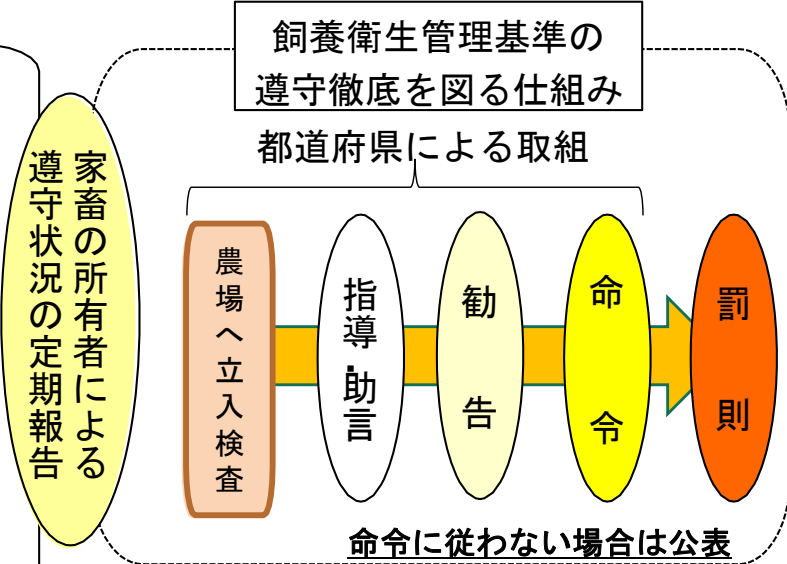 飼養衛生管理基準の
遵守徹底を図る仕組み
都道府県による取組
家畜の所有者による
遵守状況の定期報告
農場へ立入検査
指導・助言
勧告
命令
罰則
命令に従わない場合は公表